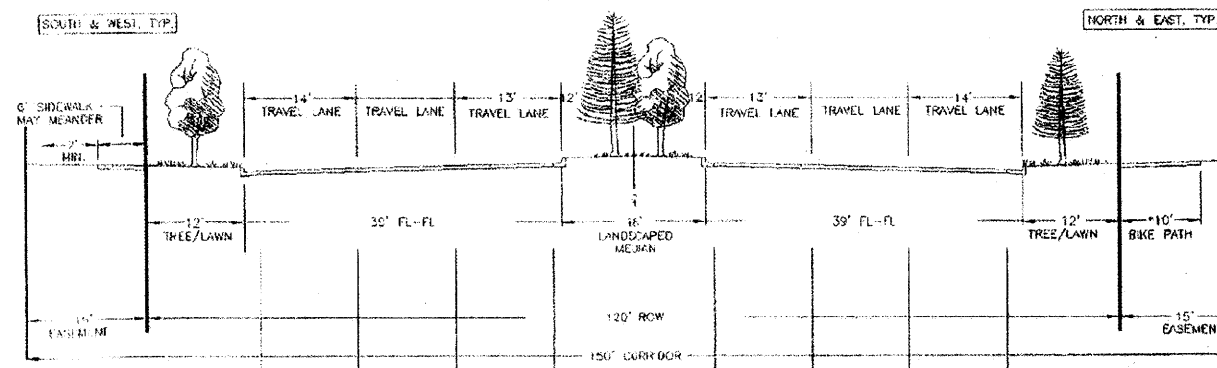 SOUTH & WEST, TYP.
NORTH & EAST, TYP
6' SIDEWALK
MAY MEANDER
MIN.
14'
TRAVEL LANE
TRAVEL LANE
13'
TRAVEL LANE
12'
12'
13'
TRAVEL LANE
TRAVEL LANE
14'
TRAVEL LANE
12'
TREE/LAWN
39' FL-FL
LANDSCAPED
MEDIAN
39' FL-FL
12'
TREE/LAWN
10'
BIKE PATH
15'
EASEMENT
120' ROW
15'
EASEMEN
150' CORRIDOR